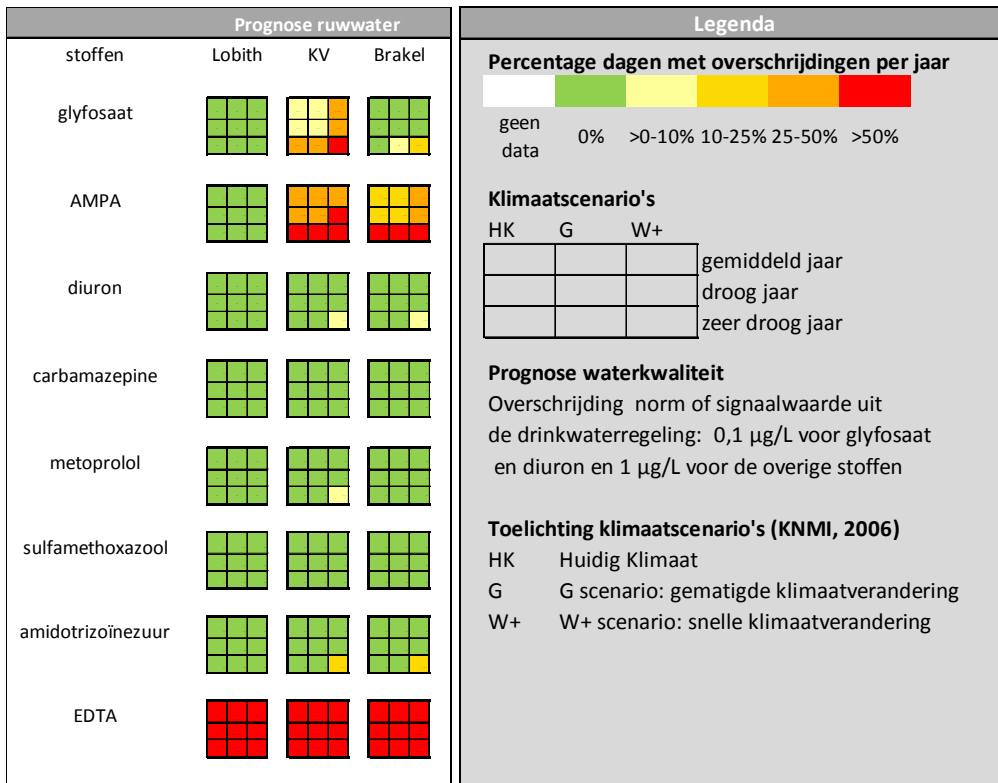 Prognose ruwwater
stoffen Lobith KV Brakel
glyfosaat
AMPA
diuron
carbamazepine
metoprolol
sulfamethoxazool
amidotrizoïnezuur
EDTA
Legenda
Percentage dagen met overschrijdingen per jaar
geen data 0% >0-10% 10-25% 25-50% >50%
Klimaatscenario's
HK G W+
gemiddeld jaar
droog jaar
zeer droog jaar
Prognose waterkwaliteit
Overschrijding norm of signaalwaarde uit
de drinkwaterregeling: 0,1 µg/L voor glyfosaat
en diuron en 1 µg/L voor de overige stoffen
Toelichting klimaatscenario's (KNMI, 2006)
HK Huidig Klimaat
G G scenario: gematigde klimaatverandering
W+ W+ scenario: snelle klimaatverandering